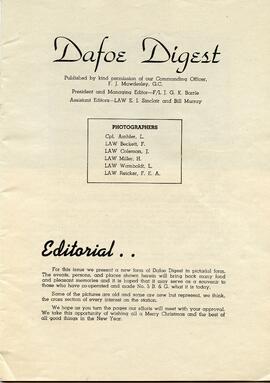 Dafoe Digest
Published by kind permission of our Commanding Officer,
F. J. Mawdesley, G.C.
President and Managing Editor—F/L J. G. K. Barrie
Assistant Editors—LAW E. I. Sinclair and Bill Murray
PHOTOGRAPHERS
Cpl. Ambler, L.
LAW Beckett, F.
LAW Coleman, J.
LAW Miller, H.
LAW Wamboldt, L.
LAW Reicker, F. E. A.
Editorial . .
For this issue we present a new form of Dafoe Digest in pictorial form.
The events, persons, and places shown herein will bring back many fond
and pleasant memories and it is hoped that it may serve as a souvenir to
those who have co-operated and made No. 5 B. & G. what it is today.
Some of the pictures are old and some are new but represent, we think,
the cross section of every interest on the station.
We hope as you turn the pages our efforts will meet with your approval.
We take this opportunity of wishing all a Merry Christmas and the best of
all good things in the New Year.